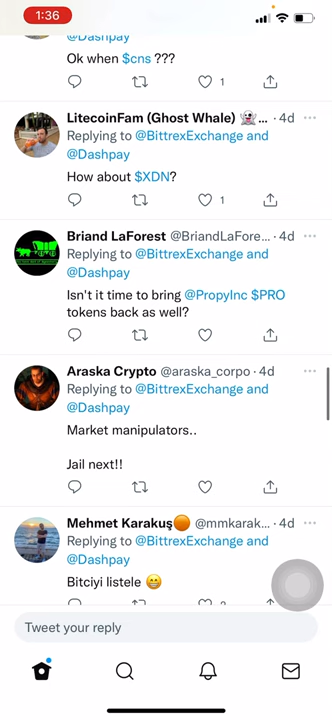 1:36
@Dashpay
Ok when $cns ???
1
LitecoinFam (Ghost Whale) 👻... · 4d
Replying to @BittrexExchange and
@Dashpay
How about $XDN?
1
Briand LaForest @BriandLaFore... · 4d
Replying to @BittrexExchange and
@Dashpay
Isn't it time to bring @PropyInc $PRO
tokens back as well?
Araska Crypto @araska_corpo · 4d
Replying to @BittrexExchange and
@Dashpay
Market manipulators..
Jail next!!
Mehmet Karakuş🟠 @mmkarak... · 4d
Replying to @BittrexExchange and
@Dashpay
Bitciyi listele 😁
Tweet your reply